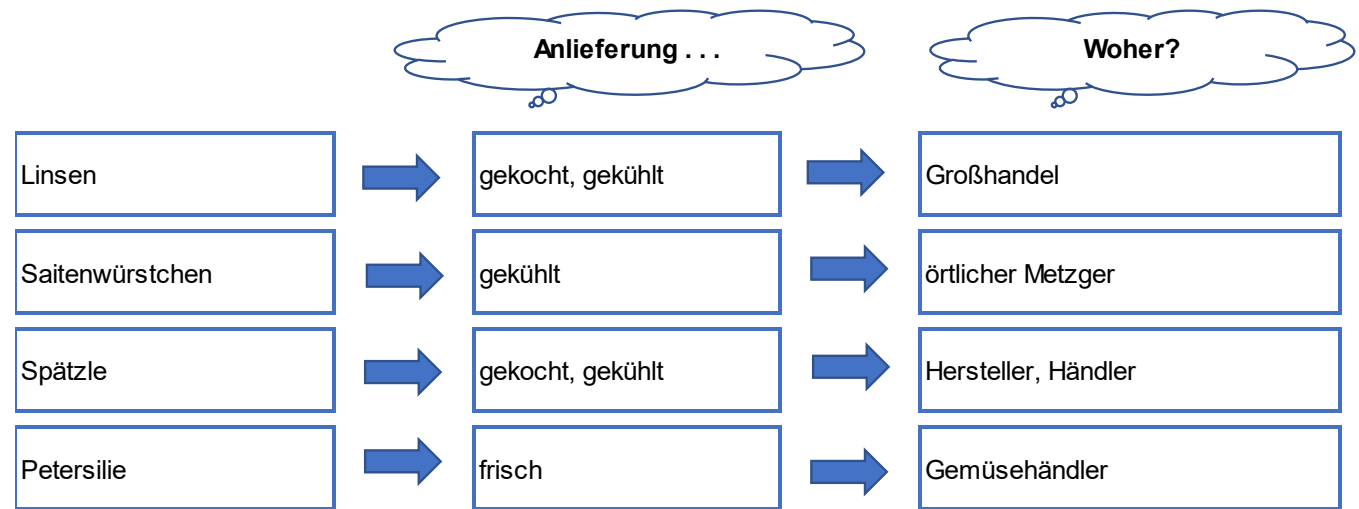 Anlieferung . . .
Woher?
Linsen
gekocht, gekühlt
Großhandel
Saitenwürstchen
gekühlt
örtlicher Metzger
Spätzle
gekocht, gekühlt
Hersteller, Händler
Petersilie
frisch
Gemüsehändler